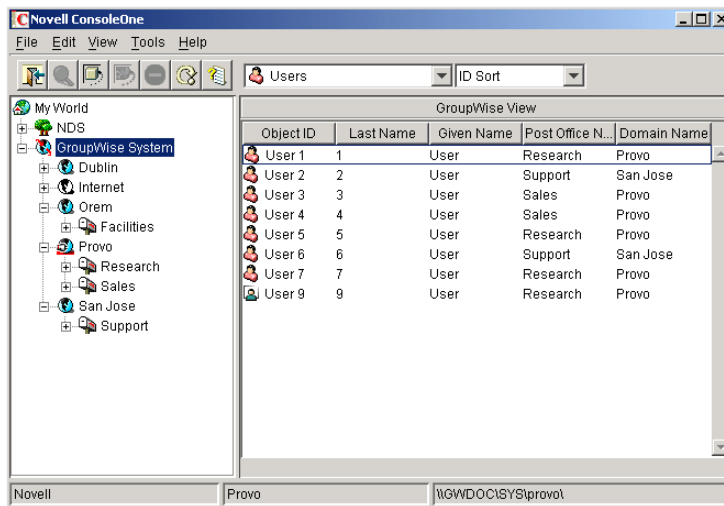 Novell ConsoleOne
File Edit View Tools Help
Users ID Sort
My World
NDS
GroupWise System
Dublin
Internet
Orem
Facilities
Provo
Research
Sales
San Jose
Support
GroupWise View
Object ID Last Name Given Name Post Office N... Domain Name
User 1 1 User Research Provo
User 2 2 User Support San Jose
User 3 3 User Sales Provo
User 4 4 User Sales Provo
User 5 5 User Research Provo
User 6 6 User Support San Jose
User 7 7 User Research Provo
User 9 9 User Research Provo
Novell Provo \\GWDOC\SYS\provo\